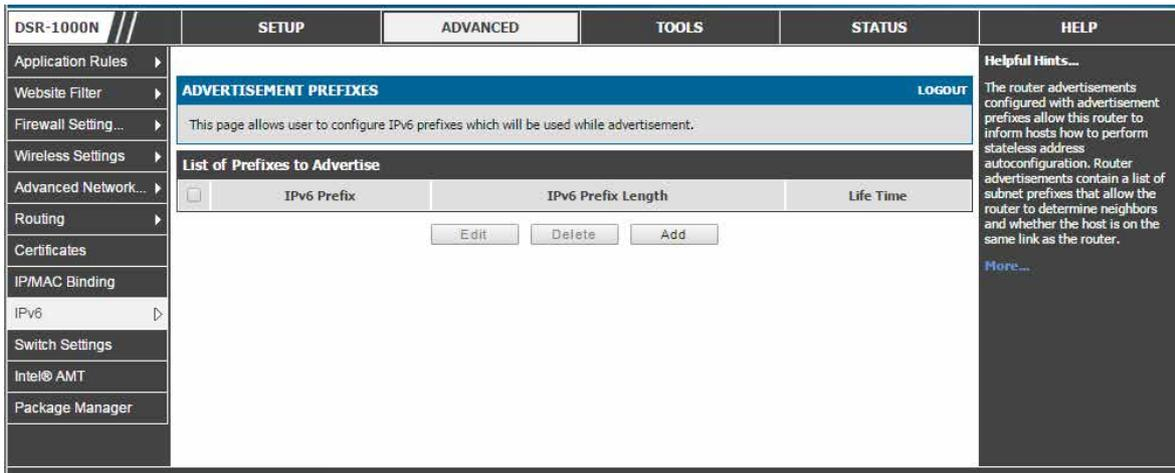 DSR-1000N
SETUP
ADVANCED
TOOLS
STATUS
HELP
Application Rules
Website Filter
Firewall Setting...
Wireless Settings
Advanced Network...
Routing
Certificates
IP/MAC Binding
IPv6
Switch Settings
Intel® AMT
Package Manager
ADVERTISEMENT PREFIXES
LOGOUT
This page allows user to configure IPv6 prefixes which will be used while advertisement.
List of Prefixes to Advertise
IPv6 Prefix
IPv6 Prefix Length
Life Time
Edit
Delete
Add
Helpful Hints...
The router advertisements
configured with advertisement
prefixes allow this router to
inform hosts how to perform
stateless address
autoconfiguration. Router
advertisements contain a list of
subnet prefixes that allow the
router to determine neighbors
and whether the host is on the
same link as the router.
More...